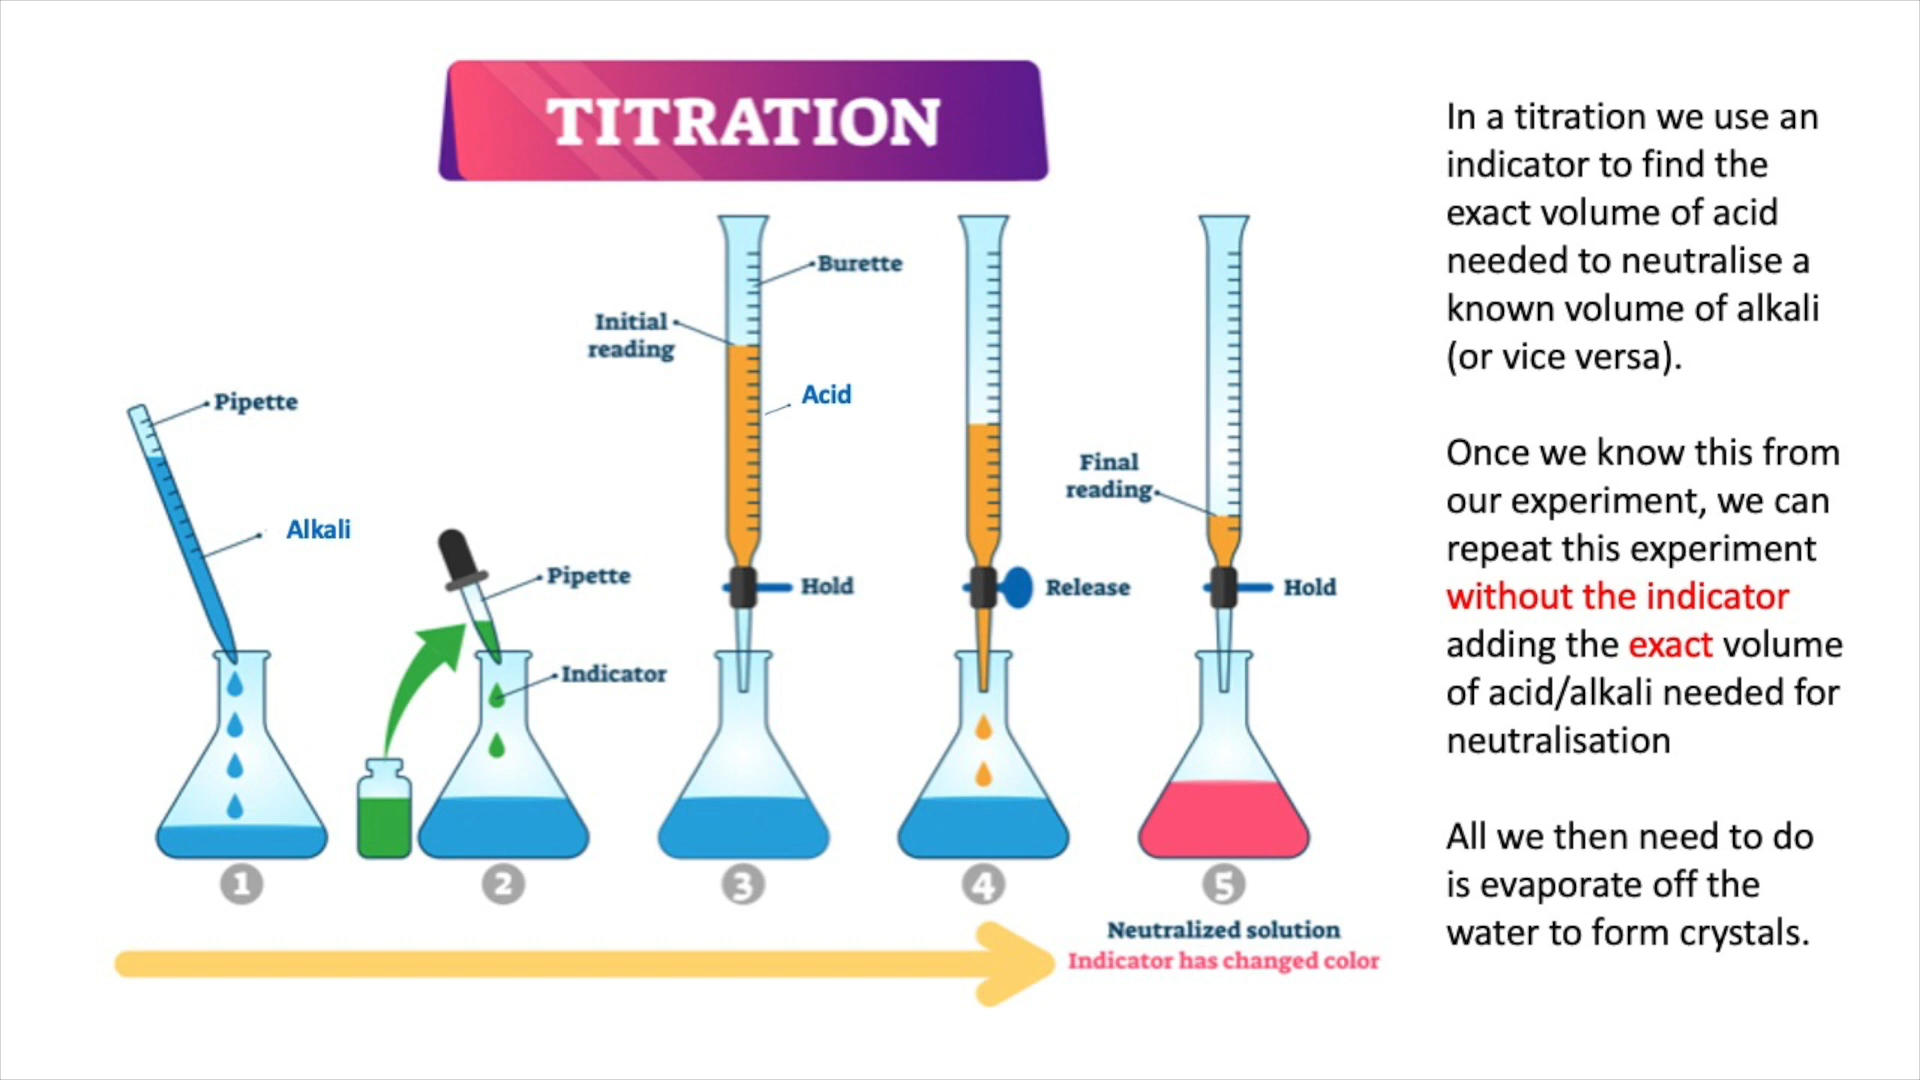 TITRATION
Pipette
Alkali
Pipette
Indicator
Burette
Initial
reading
Acid
Hold
Release
Final
reading
Hold
1
2
3
4
5
Neutralized solution
Indicator has changed color
In a titration we use an
indicator to find the
exact volume of acid
needed to neutralise a
known volume of alkali
(or vice versa).
Once we know this from
our experiment, we can
repeat this experiment
without the indicator
adding the exact volume
of acid/alkali needed for
neutralisation
All we then need to do
is evaporate off the
water to form crystals.